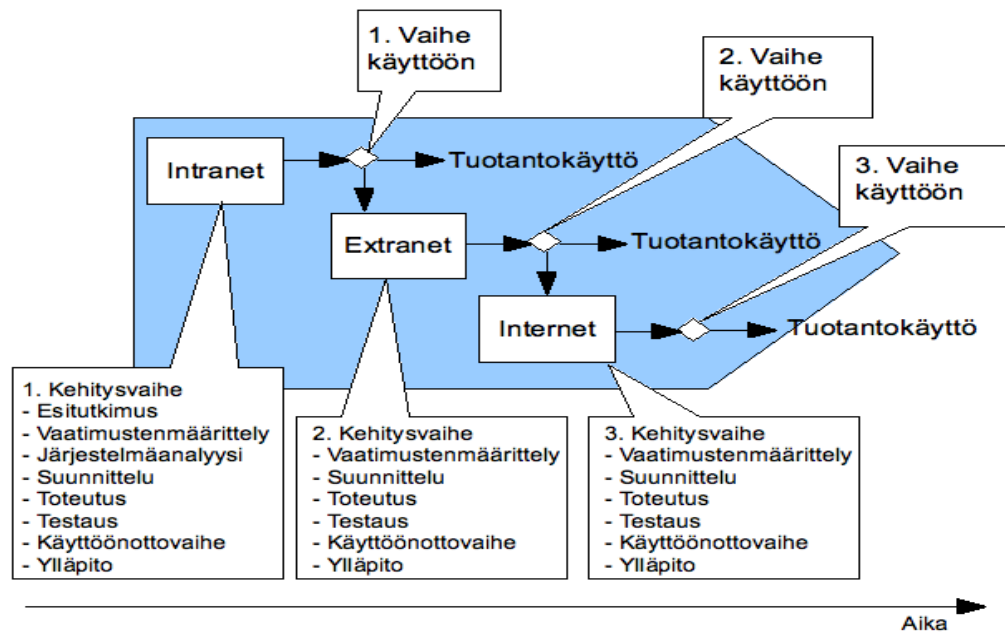 1. Vaihe
käyttöön
2. Vaihe
käyttöön
3. Vaihe
käyttöön
Intranet
Tuotantokäyttö
Extranet
Tuotantokäyttö
Internet
Tuotantokäyttö
1. Kehitysvaihe
- Esitutkimus
- Vaatimustenmäärittely
- Järjestelmäanalyysi
- Suunnittelu
- Toteutus
- Testaus
- Käyttöönottovaihe
- Ylläpito
2. Kehitysvaihe
- Vaatimustenmäärittely
- Suunnittelu
- Toteutus
- Testaus
- Käyttöönottovaihe
- Ylläpito
3. Kehitysvaihe
- Vaatimustenmäärittely
- Suunnittelu
- Toteutus
- Testaus
- Käyttöönottovaihe
- Ylläpito
Aika